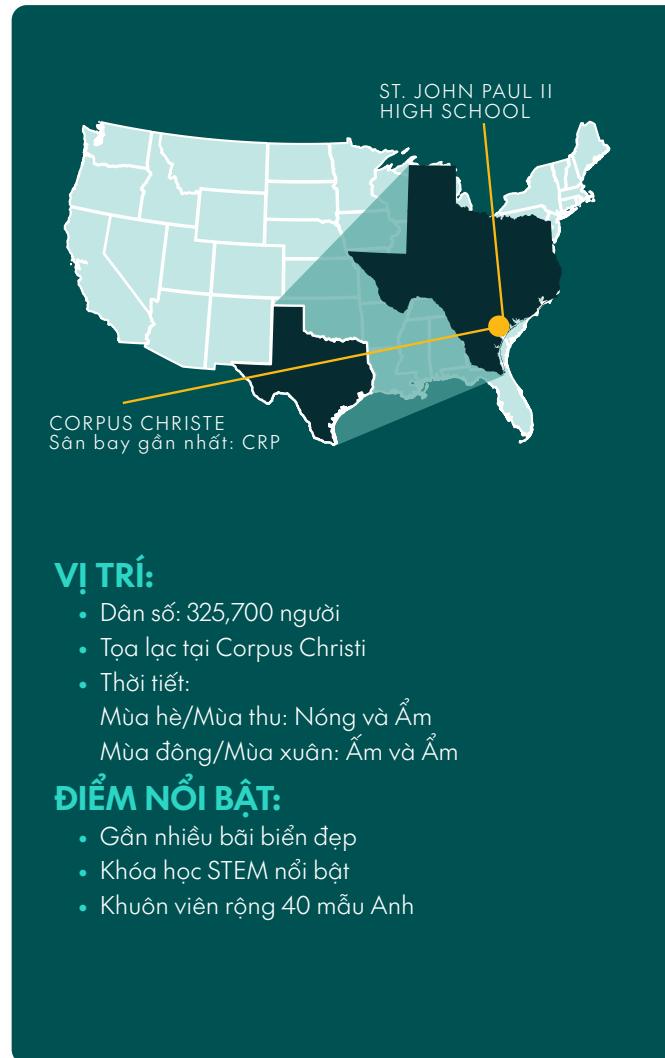 ST. JOHN PAUL II
HIGH SCHOOL
CORPUS CHRISTE
Sân bay gần nhất: CRP
VỊ TRÍ:
• Dân số: 325,700 người
• Tọa lạc tại Corpus Christi
• Thời tiết:
Mùa hè/Mùa thu: Nóng và Ẩm
Mùa đông/Mùa xuân: Ấm và Ẩm
ĐIỂM NỔI BẬT:
• Gần nhiều bãi biển đẹp
• Khóa học STEM nổi bật
• Khuôn viên rộng 40 mẫu Anh